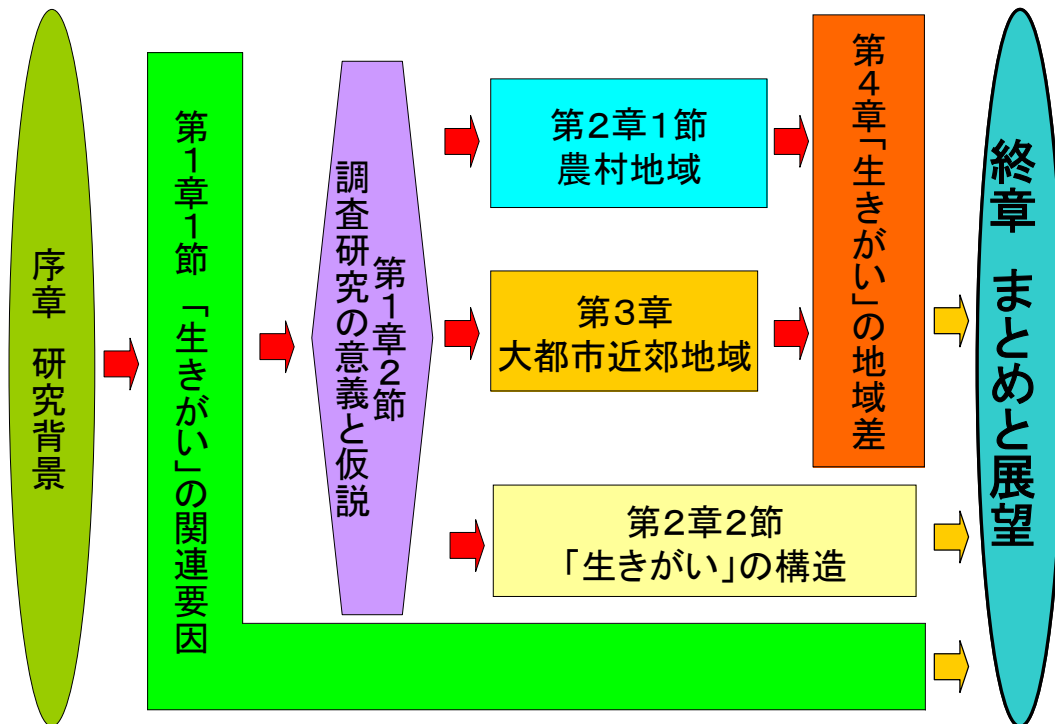 序章　研究背景
第１章１節　「生きがい」の関連要因
第１章２節
調査研究の意義と仮説
第２章１節
農村地域
第３章
大都市近郊地域
第２章２節
「生きがい」の構造
第４章「生きがい」の地域差
終章　まとめと展望